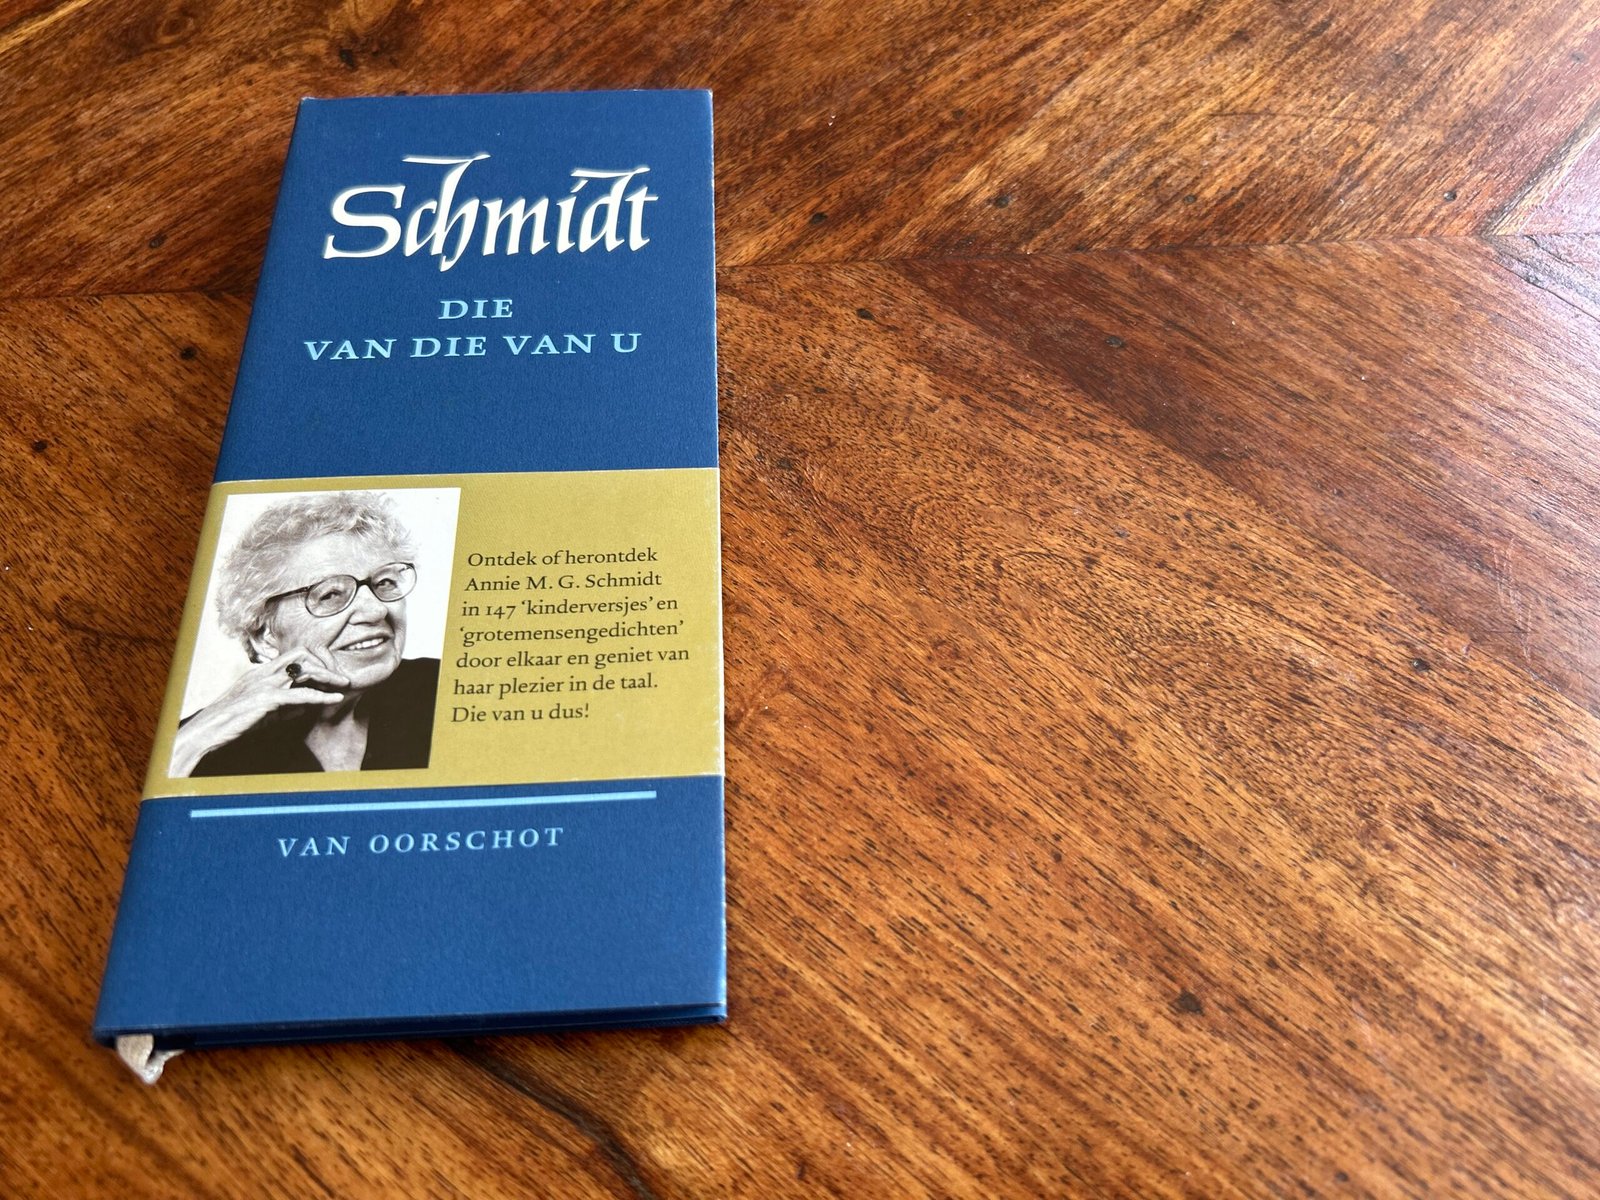 Schmidt
DIE
VAN DIE VAN U
Ontdek of herontdek
Annie M. G. Schmidt
in 147 ‘kinderversjes’ en
‘grotemensengedichten’
door elkaar en geniet van
haar plezier in de taal.
Die van u dus!
VAN OORSCHOT